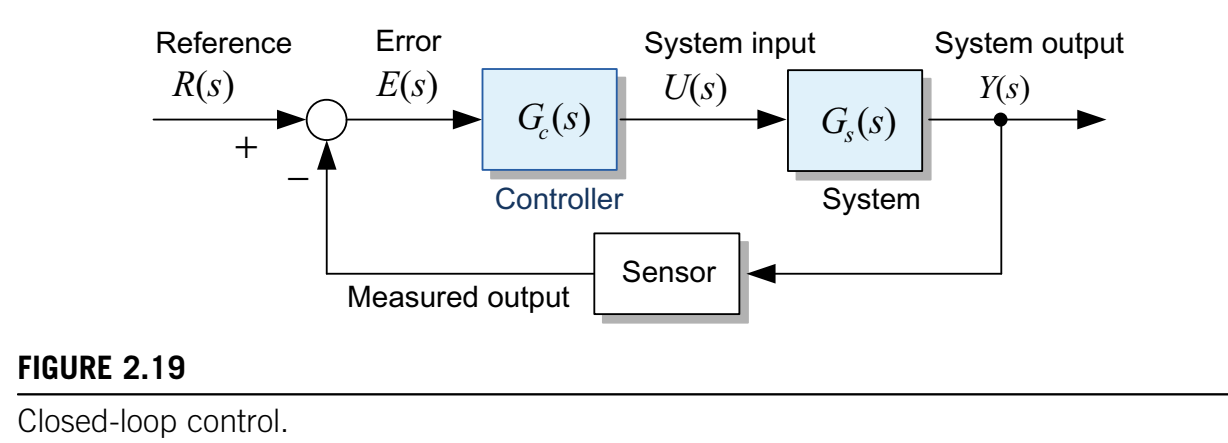 Reference
Error
System input
System output
R(s)
E(s)
U(s)
Y(s)
G_c(s)
G_s(s)
+
−
Controller
System
Sensor
Measured output
FIGURE 2.19
Closed-loop control.